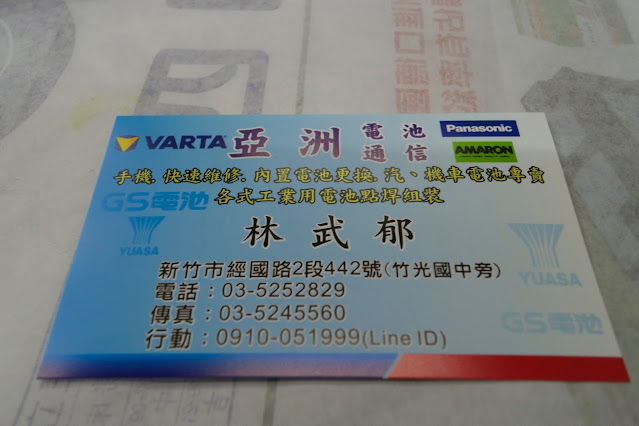 VARTA 亞洲 電池 通信 Panasonic
AMARON
手機.快速維修.內置電池更換.汽、機車電池專賣
各式工業用電池點焊組裝
GS電池
YUASA
林武郁
新竹市經國路2段442號(竹光國中旁)
電話：03-5252829
傳真：03-5245560
行動：0910-051999(Line ID)
YUASA
GS電池